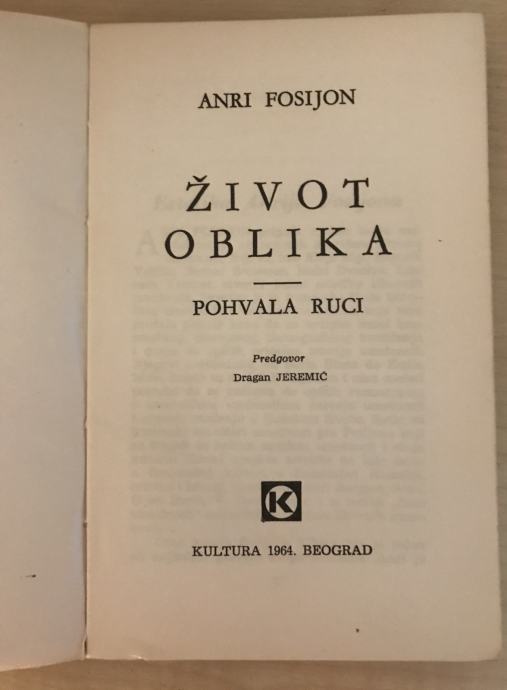 ANRI FOSIJON
ŽIVOT
OBLIKA
POHVALA RUCI
Predgovor
Dragan JEREMIĆ
K
KULTURA 1964. BEOGRAD